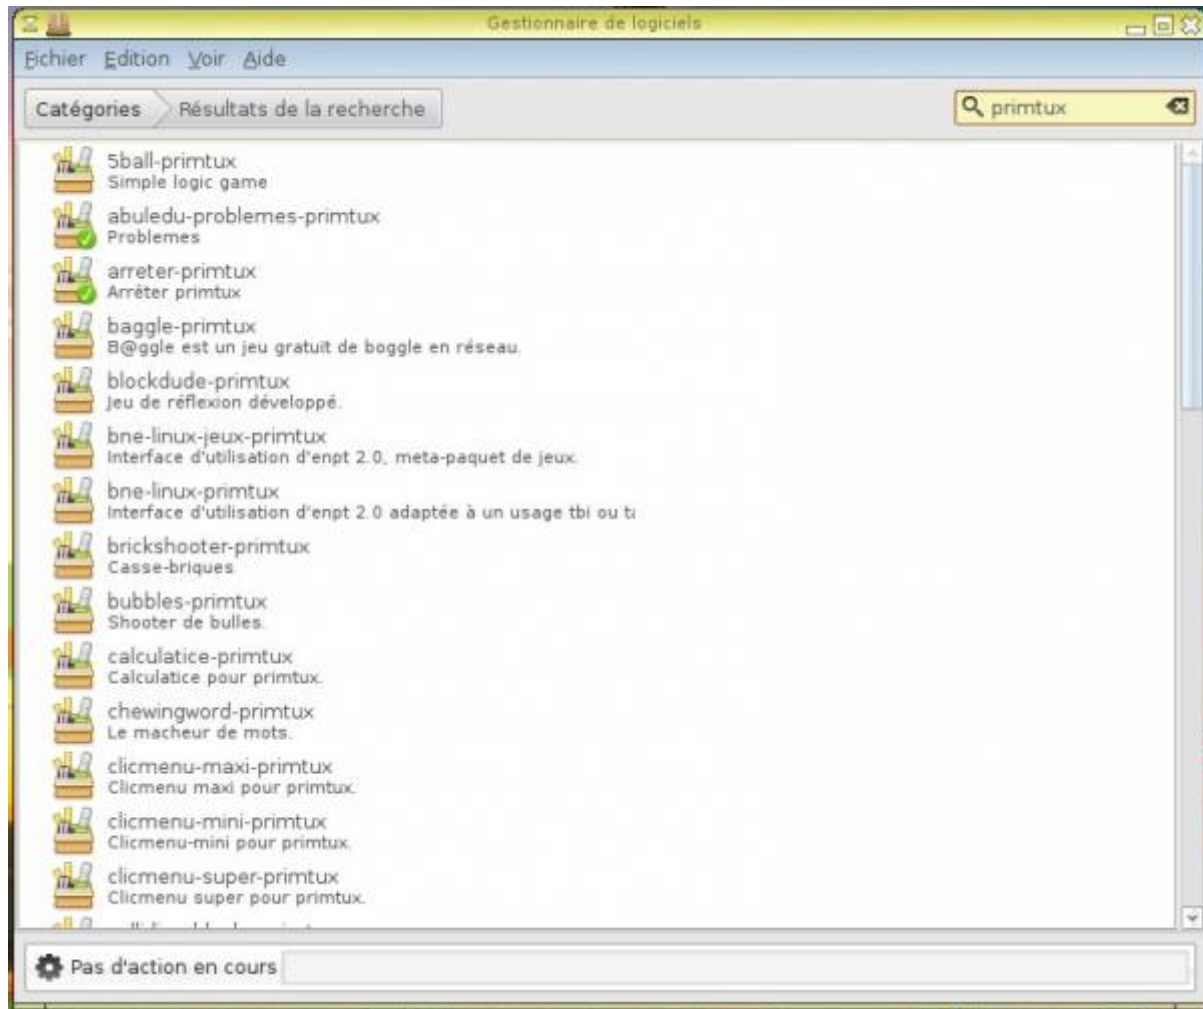 Gestionnaire de logiciels
Fichier Edition Voir Aide
Catégories Résultats de la recherche primtux
5ball-primtux
Simple logic game
abuledu-problemes-primtux
Problemes
arreter-primtux
Arrêter primtux
baggle-primtux
B@ggle est un jeu gratuit de boggle en réseau.
blockdude-primtux
Jeu de réflexion développé.
bne-linux-jeux-primtux
Interface d'utilisation d'enpt 2.0, meta-paquet de jeux.
bne-linux-primtux
Interface d'utilisation d'enpt 2.0 adaptée à un usage tbi ou ta
brickshooter-primtux
Casse-briques
bubbles-primtux
Shooter de bulles.
calculatice-primtux
Calculatice pour primtux.
chewingword-primtux
Le macheur de mots.
clicmenu-maxi-primtux
Clicmenu maxi pour primtux.
clicmenu-mini-primtux
Clicmenu-mini pour primtux.
clicmenu-super-primtux
Clicmenu super pour primtux.
Pas d'action en cours